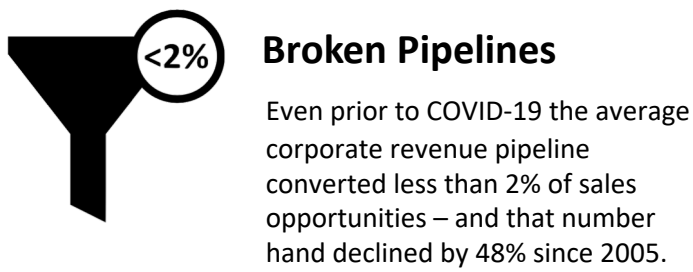 <2%
Broken Pipelines
Even prior to COVID-19 the average
corporate revenue pipeline
converted less than 2% of sales
opportunities – and that number
hand declined by 48% since 2005.